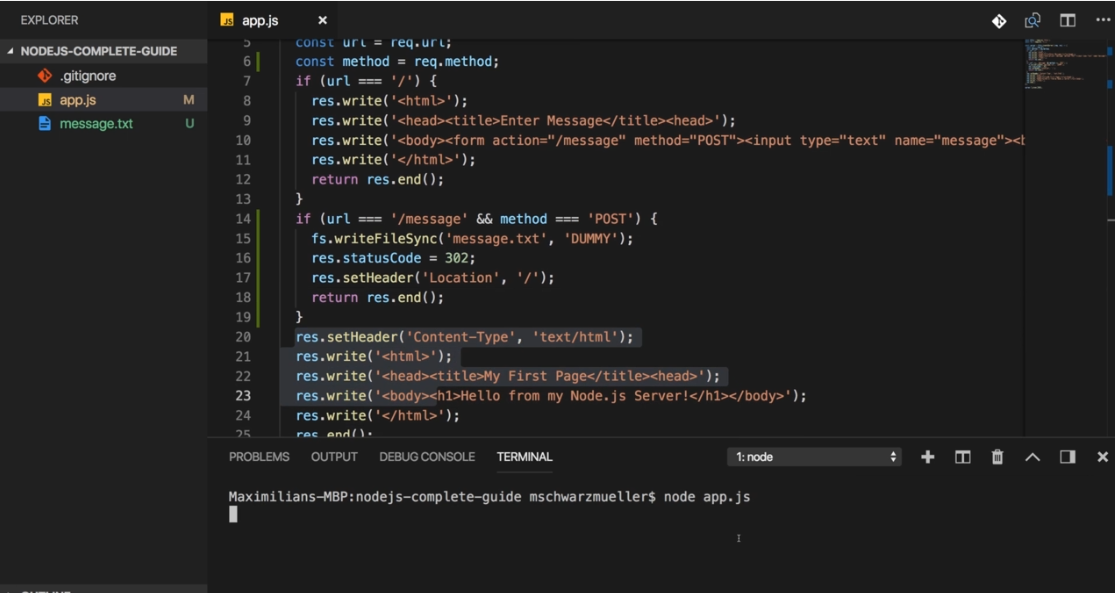 EXPLORER
app.js
NODEJS-COMPLETE-GUIDE
.gitignore
app.js M
message.txt U
5 const url = req.url;
6 const method = req.method;
7 if (url === '/') {
8 res.write('<html>');
9 res.write('<head><title>Enter Message</title><head>');
10 res.write('<body><form action="/message" method="POST"><input type="text" name="message"><b
11 res.write('</html>');
12 return res.end();
13 }
14 if (url === '/message' && method === 'POST') {
15 fs.writeFileSync('message.txt', 'DUMMY');
16 res.statusCode = 302;
17 res.setHeader('Location', '/');
18 return res.end();
19 }
20 res.setHeader('Content-Type', 'text/html');
21 res.write('<html>');
22 res.write('<head><title>My First Page</title><head>');
23 res.write('<body><h1>Hello from my Node.js Server!</h1></body>');
24 res.write('</html>');
25 res.end();
PROBLEMS OUTPUT DEBUG CONSOLE TERMINAL 1: node
Maximilians-MBP:nodejs-complete-guide mschwarzmueller$ node app.js
OUTLINE